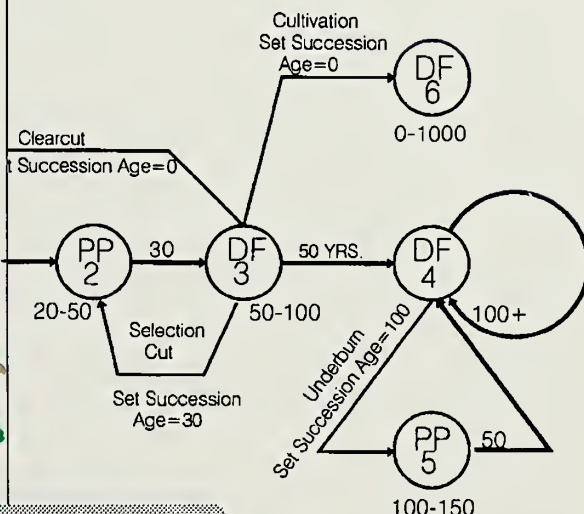 Cultivation
Set Succession
Age=0
DF
6
0-1000
Clearcut
t Succession Age=0
PP
2
30
DF
3
50 YRS.
DF
4
20-50
50-100
100+
Selection
Cut
Set Succession
Age=30
Underburn
Set Succession Age=100
PP
5
50
100-150